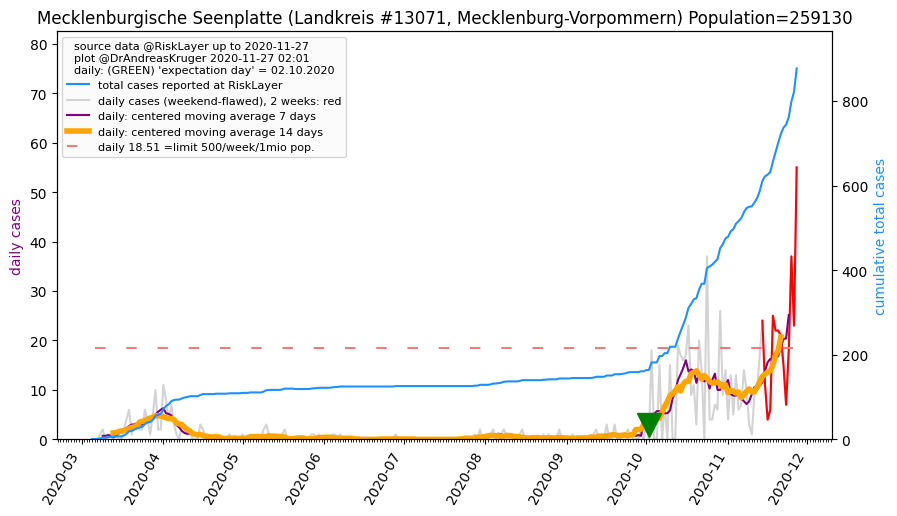 Mecklenburgische Seenplatte (Landkreis #13071, Mecklenburg-Vorpommern) Population=259130
source data @RiskLayer up to 2020-11-27
plot @DrAndreasKruger 2020-11-27 02:01
daily: (GREEN) 'expectation day' = 02.10.2020
total cases reported at RiskLayer
daily cases (weekend-flawed), 2 weeks: red
daily: centered moving average 7 days
daily: centered moving average 14 days
daily 18.51 =limit 500/week/1mio pop.
daily cases
80
70
60
50
40
30
20
10
0
cumulative total cases
800
600
400
200
0
2020-03
2020-04
2020-05
2020-06
2020-07
2020-08
2020-09
2020-10
2020-11
2020-12